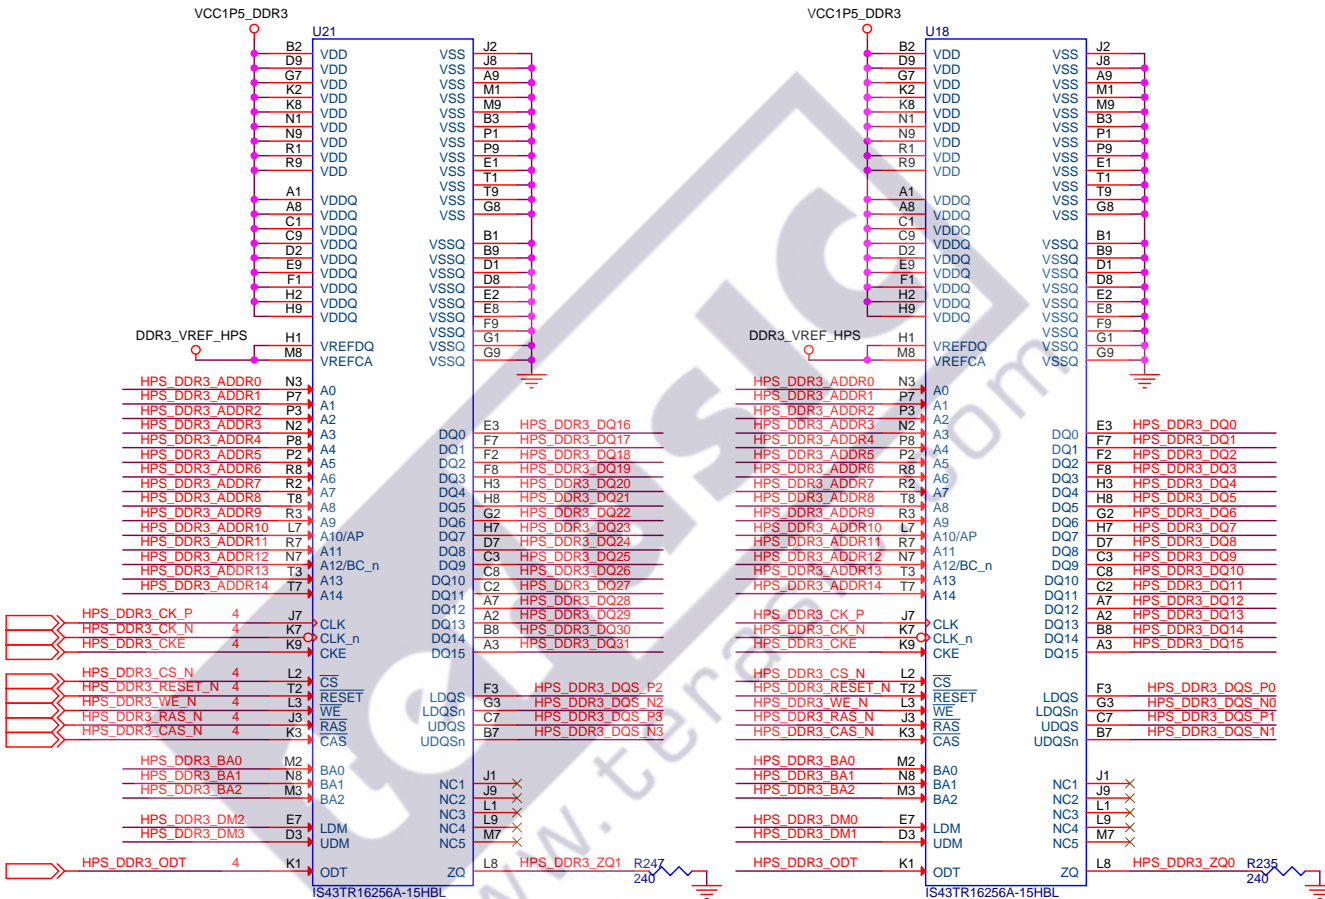 VCC1P5_DDR3
U21
B2 VDD VSS J2
D9 VDD VSS J8
G7 VDD VSS A9
K2 VDD VSS M1
K8 VDD VSS M9
N1 VDD VSS B3
N9 VDD VSS P1
R1 VDD VSS P9
R9 VDD VSS E1
VSS T1
A1 VDDQ VSS T9
A8 VDDQ VSS G8
C1 VDDQ
C9 VDDQ VSSQ B1
D2 VDDQ VSSQ B9
E9 VDDQ VSSQ D1
F1 VDDQ VSSQ D8
H2 VDDQ VSSQ E2
H9 VDDQ VSSQ E8
VSSQ F9
DDR3_VREF_HPS H1 VREFDQ VSSQ G1
M8 VREFCA VSSQ G9
HPS_DDR3_ADDR0 N3 A0
HPS_DDR3_ADDR1 P7 A1
HPS_DDR3_ADDR2 P3 A2
HPS_DDR3_ADDR3 N2 A3 DQ0 E3 HPS_DDR3_DQ16
HPS_DDR3_ADDR4 P8 A4 DQ1 F7 HPS_DDR3_DQ17
HPS_DDR3_ADDR5 P2 A5 DQ2 F2 HPS_DDR3_DQ18
HPS_DDR3_ADDR6 R8 A6 DQ3 F8 HPS_DDR3_DQ19
HPS_DDR3_ADDR7 R2 A7 DQ4 H3 HPS_DDR3_DQ20
HPS_DDR3_ADDR8 T8 A8 DQ5 H8 HPS_DDR3_DQ21
HPS_DDR3_ADDR9 R3 A9 DQ6 G2 HPS_DDR3_DQ22
HPS_DDR3_ADDR10 L7 A10/AP DQ7 H7 HPS_DDR3_DQ23
HPS_DDR3_ADDR11 R7 A11 DQ8 D7 HPS_DDR3_DQ24
HPS_DDR3_ADDR12 N7 A12/BC_n DQ9 C3 HPS_DDR3_DQ25
HPS_DDR3_ADDR13 T3 A13 DQ10 C8 HPS_DDR3_DQ26
HPS_DDR3_ADDR14 T7 A14 DQ11 C2 HPS_DDR3_DQ27
DQ12 A7 HPS_DDR3_DQ28
HPS_DDR3_CK_P 4 J7 CLK DQ13 A2 HPS_DDR3_DQ29
HPS_DDR3_CK_N 4 K7 CLK_n DQ14 B8 HPS_DDR3_DQ30
HPS_DDR3_CKE 4 K9 CKE DQ15 A3 HPS_DDR3_DQ31
HPS_DDR3_CS_N 4 L2 CS
HPS_DDR3_RESET_N 4 T2 RESET LDQS F3 HPS_DDR3_DQS_P2
HPS_DDR3_WE_N 4 L3 WE LDQSn G3 HPS_DDR3_DQS_N2
HPS_DDR3_RAS_N 4 J3 RAS UDQS C7 HPS_DDR3_DQS_P3
HPS_DDR3_CAS_N 4 K3 CAS UDQSn B7 HPS_DDR3_DQS_N3
HPS_DDR3_BA0 M2 BA0
HPS_DDR3_BA1 N8 BA1 NC1 J1
HPS_DDR3_BA2 M3 BA2 NC2 J9
NC3 L1
HPS_DDR3_DM2 E7 LDM NC4 L9
HPS_DDR3_DM3 D3 UDM NC5 M7
HPS_DDR3_ODT 4 K1 ODT ZQ L8 HPS_DDR3_ZQ1 R247
240
IS43TR16256A-15HBL
VCC1P5_DDR3
U18
B2 VDD VSS J2
D9 VDD VSS J8
G7 VDD VSS A9
K2 VDD VSS M1
K8 VDD VSS M9
N1 VDD VSS B3
N9 VDD VSS P1
R1 VDD VSS P9
R9 VDD VSS E1
VSS T1
A1 VDDQ VSS T9
A8 VDDQ VSS G8
C1 VDDQ
C9 VDDQ VSSQ B1
D2 VDDQ VSSQ B9
E9 VDDQ VSSQ D1
F1 VDDQ VSSQ D8
H2 VDDQ VSSQ E2
H9 VDDQ VSSQ E8
VSSQ F9
DDR3_VREF_HPS H1 VREFDQ VSSQ G1
M8 VREFCA VSSQ G9
HPS_DDR3_ADDR0 N3 A0
HPS_DDR3_ADDR1 P7 A1
HPS_DDR3_ADDR2 P3 A2
HPS_DDR3_ADDR3 N2 A3 DQ0 E3 HPS_DDR3_DQ0
HPS_DDR3_ADDR4 P8 A4 DQ1 F7 HPS_DDR3_DQ1
HPS_DDR3_ADDR5 P2 A5 DQ2 F2 HPS_DDR3_DQ2
HPS_DDR3_ADDR6 R8 A6 DQ3 F8 HPS_DDR3_DQ3
HPS_DDR3_ADDR7 R2 A7 DQ4 H3 HPS_DDR3_DQ4
HPS_DDR3_ADDR8 T8 A8 DQ5 H8 HPS_DDR3_DQ5
HPS_DDR3_ADDR9 R3 A9 DQ6 G2 HPS_DDR3_DQ6
HPS_DDR3_ADDR10 L7 A10/AP DQ7 H7 HPS_DDR3_DQ7
HPS_DDR3_ADDR11 R7 A11 DQ8 D7 HPS_DDR3_DQ8
HPS_DDR3_ADDR12 N7 A12/BC_n DQ9 C3 HPS_DDR3_DQ9
HPS_DDR3_ADDR13 T3 A13 DQ10 C8 HPS_DDR3_DQ10
HPS_DDR3_ADDR14 T7 A14 DQ11 C2 HPS_DDR3_DQ11
DQ12 A7 HPS_DDR3_DQ12
HPS_DDR3_CK_P J7 CLK DQ13 A2 HPS_DDR3_DQ13
HPS_DDR3_CK_N K7 CLK_n DQ14 B8 HPS_DDR3_DQ14
HPS_DDR3_CKE K9 CKE DQ15 A3 HPS_DDR3_DQ15
HPS_DDR3_CS_N L2 CS
HPS_DDR3_RESET_N T2 RESET LDQS F3 HPS_DDR3_DQS_P0
HPS_DDR3_WE_N L3 WE LDQSn G3 HPS_DDR3_DQS_N0
HPS_DDR3_RAS_N J3 RAS UDQS C7 HPS_DDR3_DQS_P1
HPS_DDR3_CAS_N K3 CAS UDQSn B7 HPS_DDR3_DQS_N1
HPS_DDR3_BA0 M2 BA0
HPS_DDR3_BA1 N8 BA1 NC1 J1
HPS_DDR3_BA2 M3 BA2 NC2 J9
NC3 L1
HPS_DDR3_DM0 E7 LDM NC4 L9
HPS_DDR3_DM1 D3 UDM NC5 M7
HPS_DDR3_ODT K1 ODT ZQ L8 HPS_DDR3_ZQ0 R235
240
IS43TR16256A-15HBL
terasic